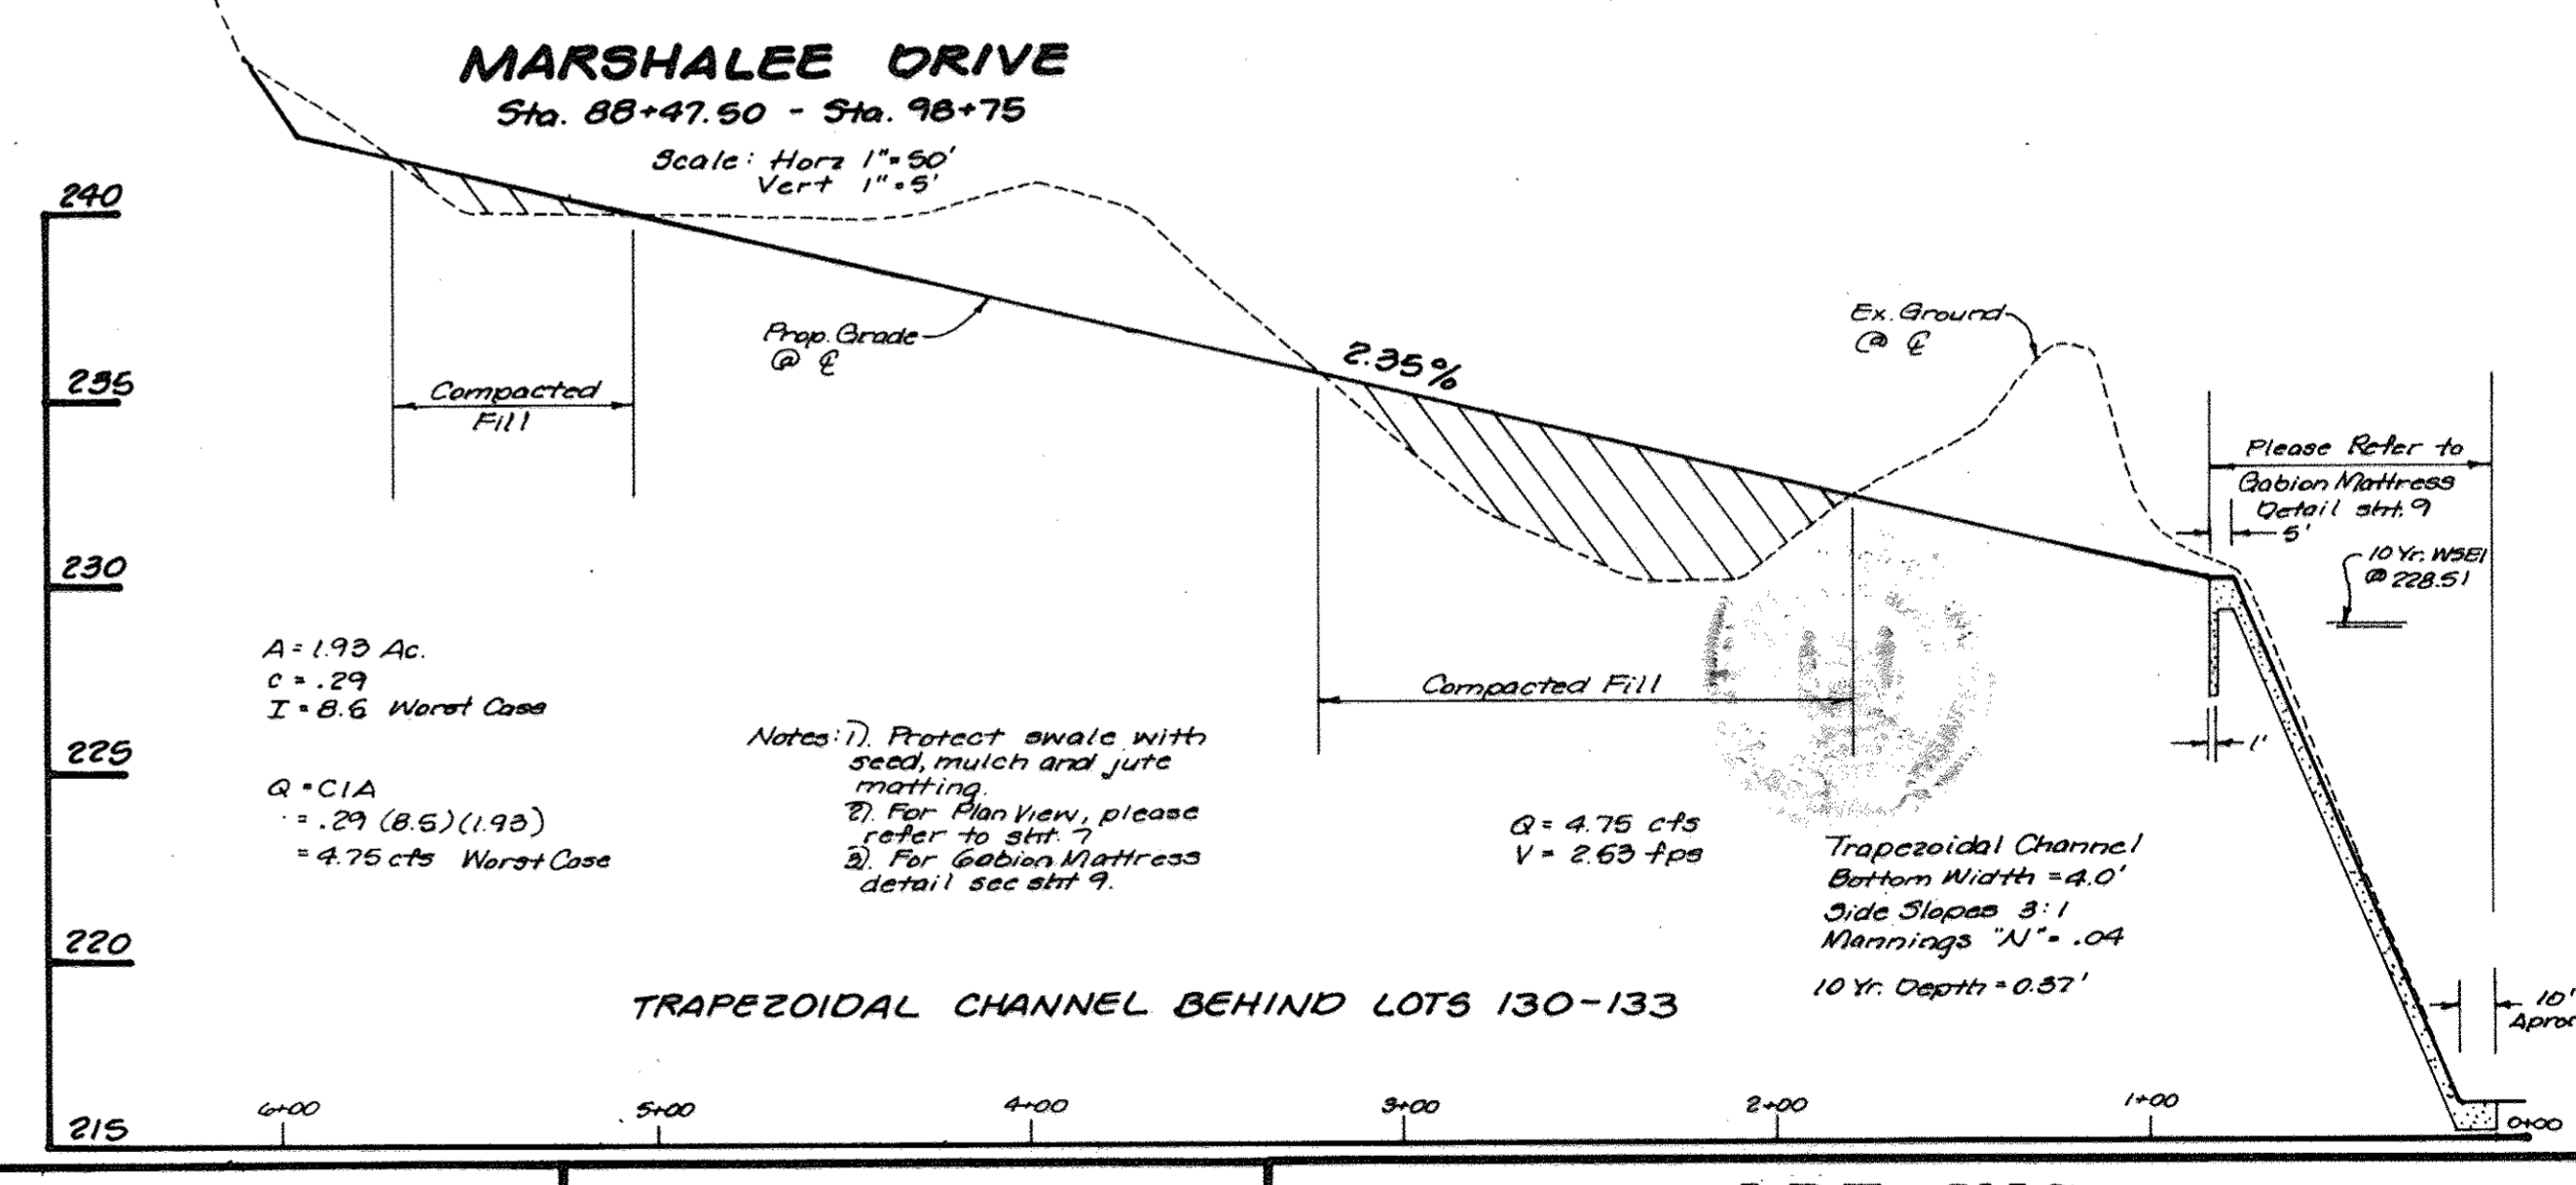 MARSHALEE DRIVE
Sta. 88+47.50 - Sta. 98+75
Scale: Horz 1"=50'
Vert 1"=5'
240
235
230
225
220
215
Prop. Grade
@ ℄
Compacted
Fill
2.35%
Ex. Ground
@ ℄
Please Refer to
Gabion Mattress
Detail sht. 9
5'
10 Yr. WSEl
@ 228.51
A = 1.93 Ac.
C = .29
I = 8.5 Worst Case
Q = CIA
= .29 (8.5)(1.93)
= 4.75 cfs Worst Case
Notes: 1). Protect swale with
seed, mulch and jute
matting.
2). For Plan View, please
refer to sht. 7
3). For Gabion Mattress
detail see sht 9.
Compacted Fill
1'
Q = 4.75 cfs
V = 2.53 fps
Trapezoidal Channel
Bottom Width = 4.0'
Side Slopes 3:1
Mannings "N" = .04
10 Yr. Depth = 0.37'
TRAPEZOIDAL CHANNEL BEHIND LOTS 130-133
10'
6+00
5+00
4+00
3+00
2+00
1+00
0+00